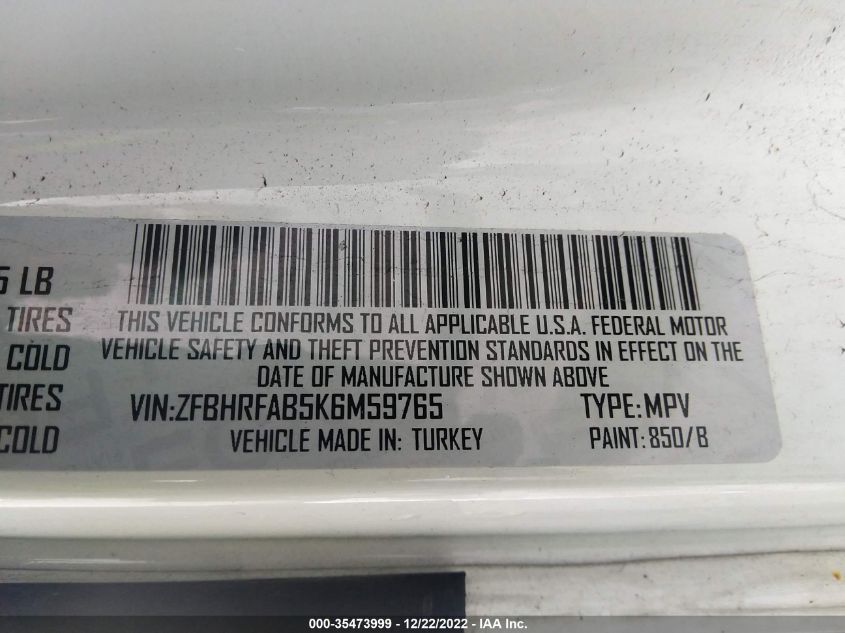 5 LB
TIRES
COLD
TIRES
COLD
THIS VEHICLE CONFORMS TO ALL APPLICABLE U.S.A. FEDERAL MOTOR
VEHICLE SAFETY AND THEFT PREVENTION STANDARDS IN EFFECT ON THE
DATE OF MANUFACTURE SHOWN ABOVE
VIN:ZFBHRFAB5K6M59765 TYPE:MPV
VEHICLE MADE IN: TURKEY PAINT: 850/B
000-35473999 - 12/22/2022 - IAA Inc.